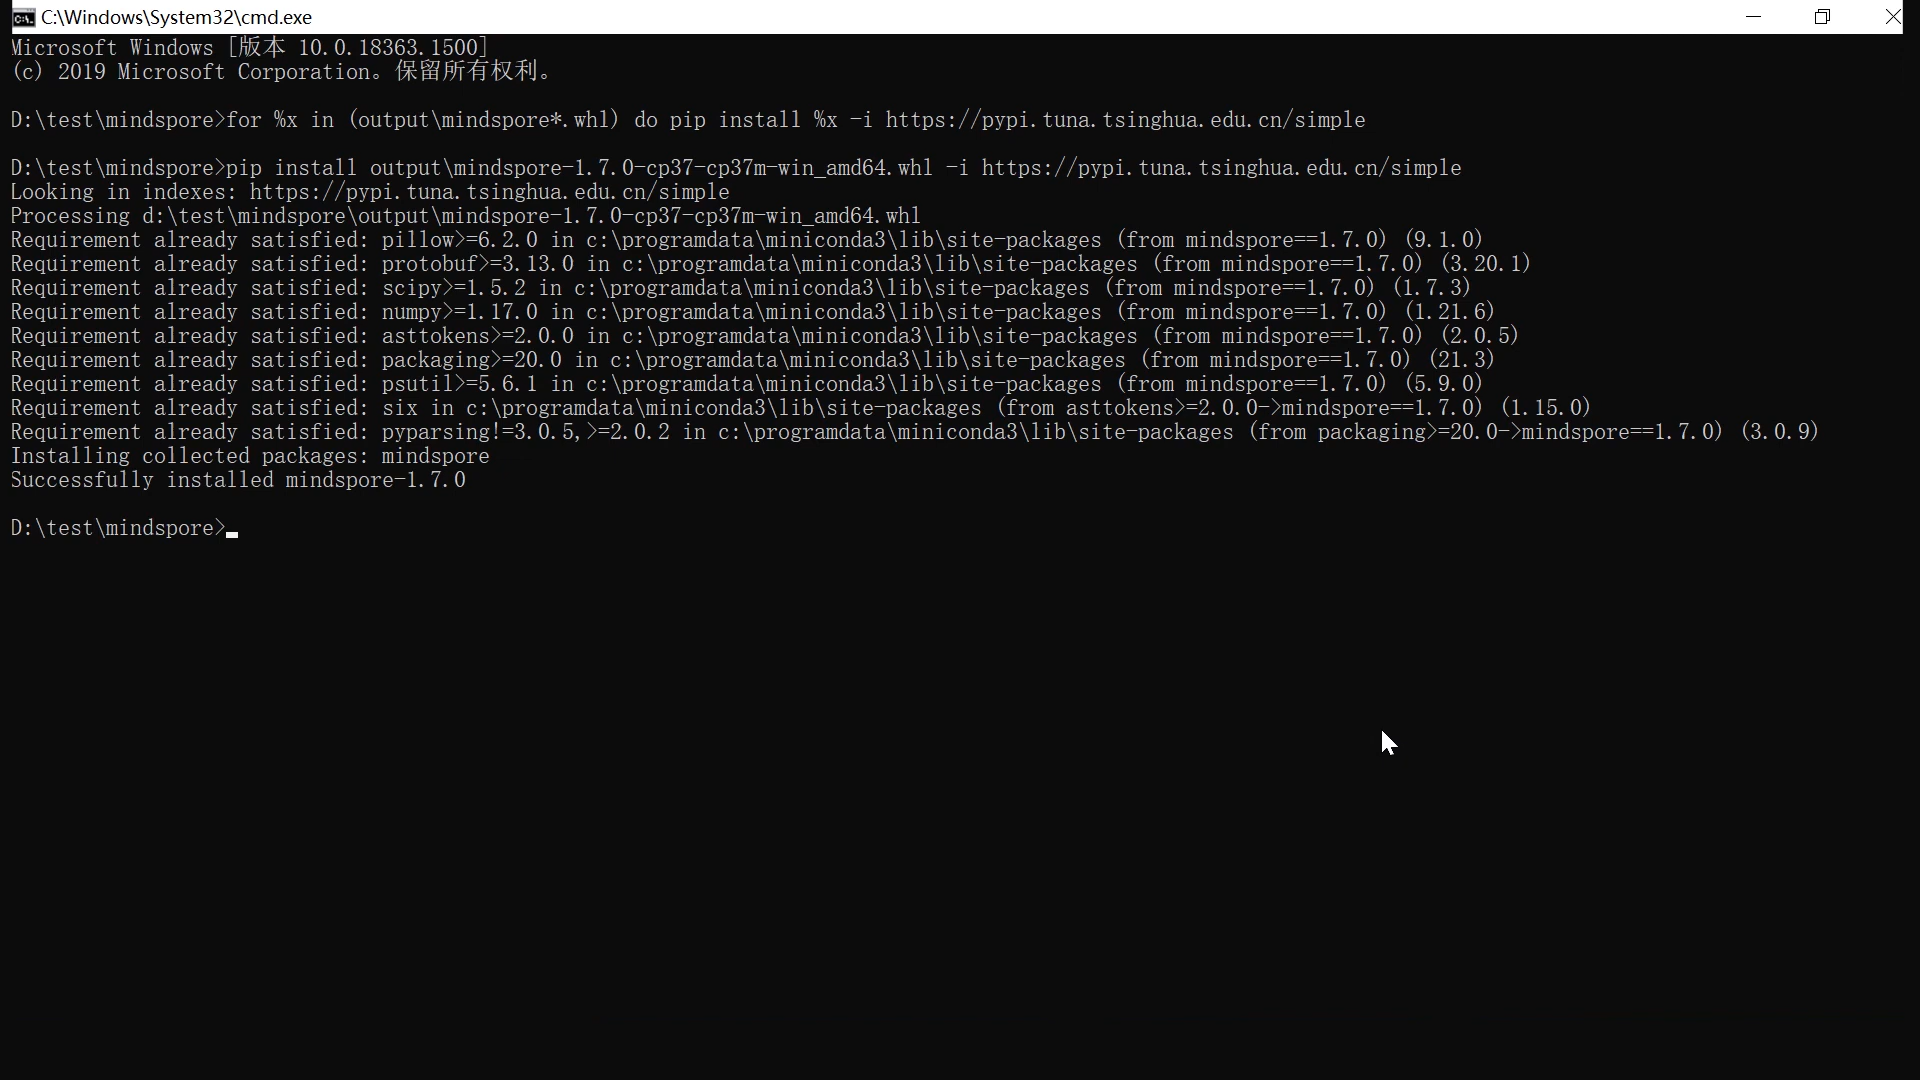 C:\Windows\System32\cmd.exe
Microsoft Windows [版本 10.0.18363.1500]
(c) 2019 Microsoft Corporation。保留所有权利。
D:\test\mindspore>for %x in (output\mindspore*.whl) do pip install %x -i https://pypi.tuna.tsinghua.edu.cn/simple
D:\test\mindspore>pip install output\mindspore-1.7.0-cp37-cp37m-win_amd64.whl -i https://pypi.tuna.tsinghua.edu.cn/simple
Looking in indexes: https://pypi.tuna.tsinghua.edu.cn/simple
Processing d:\test\mindspore\output\mindspore-1.7.0-cp37-cp37m-win_amd64.whl
Requirement already satisfied: pillow>=6.2.0 in c:\programdata\miniconda3\lib\site-packages (from mindspore==1.7.0) (9.1.0)
Requirement already satisfied: protobuf>=3.13.0 in c:\programdata\miniconda3\lib\site-packages (from mindspore==1.7.0) (3.20.1)
Requirement already satisfied: scipy>=1.5.2 in c:\programdata\miniconda3\lib\site-packages (from mindspore==1.7.0) (1.7.3)
Requirement already satisfied: numpy>=1.17.0 in c:\programdata\miniconda3\lib\site-packages (from mindspore==1.7.0) (1.21.6)
Requirement already satisfied: asttokens>=2.0.0 in c:\programdata\miniconda3\lib\site-packages (from mindspore==1.7.0) (2.0.5)
Requirement already satisfied: packaging>=20.0 in c:\programdata\miniconda3\lib\site-packages (from mindspore==1.7.0) (21.3)
Requirement already satisfied: psutil>=5.6.1 in c:\programdata\miniconda3\lib\site-packages (from mindspore==1.7.0) (5.9.0)
Requirement already satisfied: six in c:\programdata\miniconda3\lib\site-packages (from asttokens>=2.0.0->mindspore==1.7.0) (1.15.0)
Requirement already satisfied: pyparsing!=3.0.5,>=2.0.2 in c:\programdata\miniconda3\lib\site-packages (from packaging>=20.0->mindspore==1.7.0) (3.0.9)
Installing collected packages: mindspore
Successfully installed mindspore-1.7.0
D:\test\mindspore>